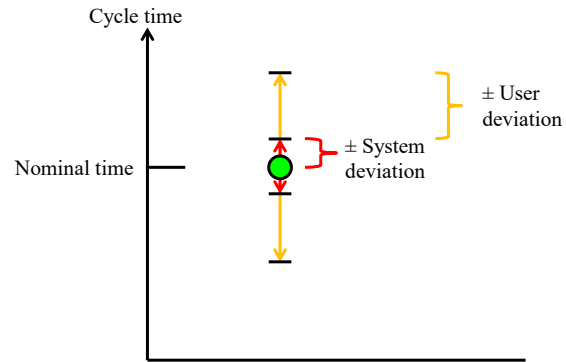 Cycle time
± User
deviation
± System
deviation
Nominal time